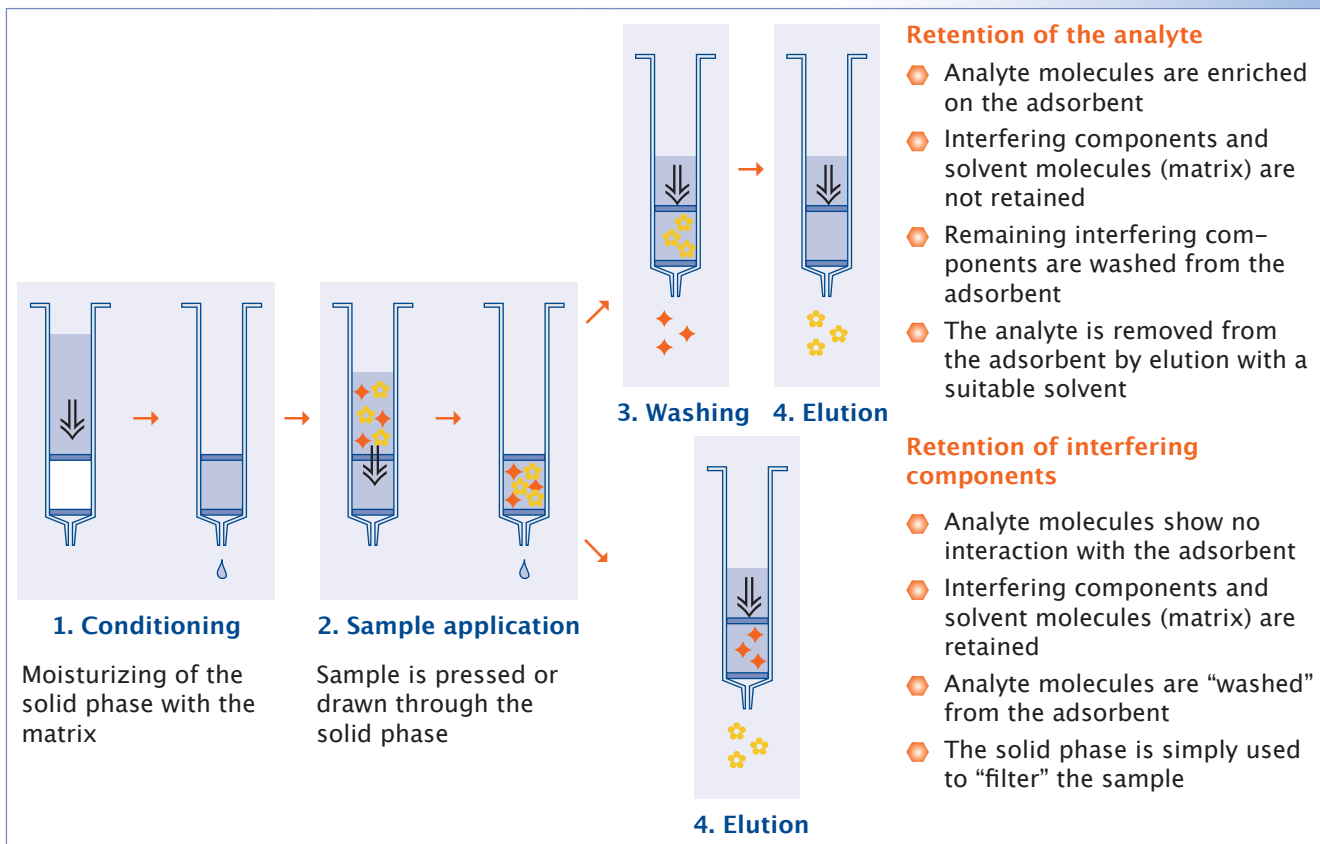 1. Conditioning
Moisturizing of the
solid phase with the
matrix
2. Sample application
Sample is pressed or
drawn through the
solid phase
3. Washing
4. Elution
4. Elution
Retention of the analyte
Analyte molecules are enriched
on the adsorbent
Interfering components and
solvent molecules (matrix) are
not retained
Remaining interfering com-
ponents are washed from the
adsorbent
The analyte is removed from
the adsorbent by elution with a
suitable solvent
Retention of interfering
components
Analyte molecules show no
interaction with the adsorbent
Interfering components and
solvent molecules (matrix) are
retained
Analyte molecules are “washed”
from the adsorbent
The solid phase is simply used
to “filter” the sample